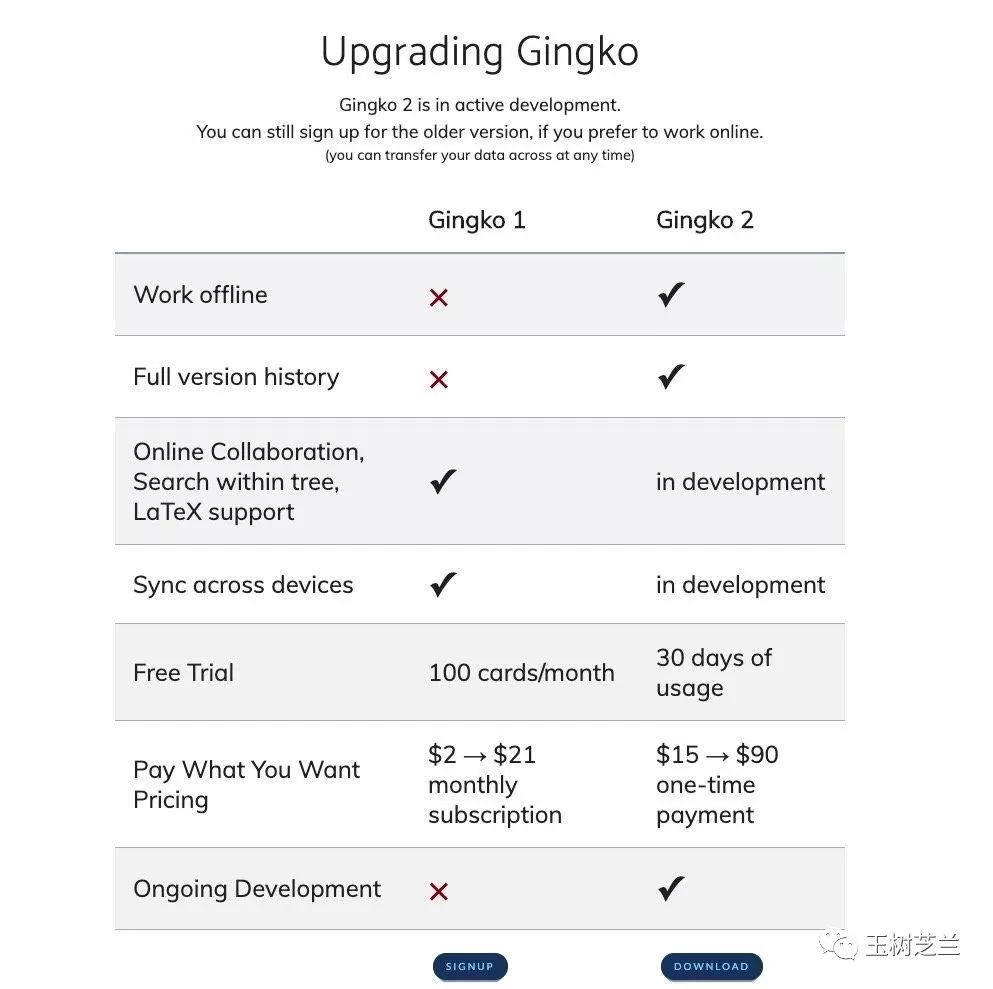 Upgrading Gingko
Gingko 2 is in active development.
You can still sign up for the older version, if you prefer to work online.
(you can transfer your data across at any time)
Gingko 1 Gingko 2
Work offline ✗ ✓
Full version history ✗ ✓
Online Collaboration,
Search within tree, ✓ in development
LaTeX support
Sync across devices ✓ in development
Free Trial 100 cards/month 30 days of
usage
Pay What You Want $2 → $21 $15 → $90
Pricing monthly one-time
subscription payment
Ongoing Development ✗ ✓
SIGNUP DOWNLOAD
玉树芝兰